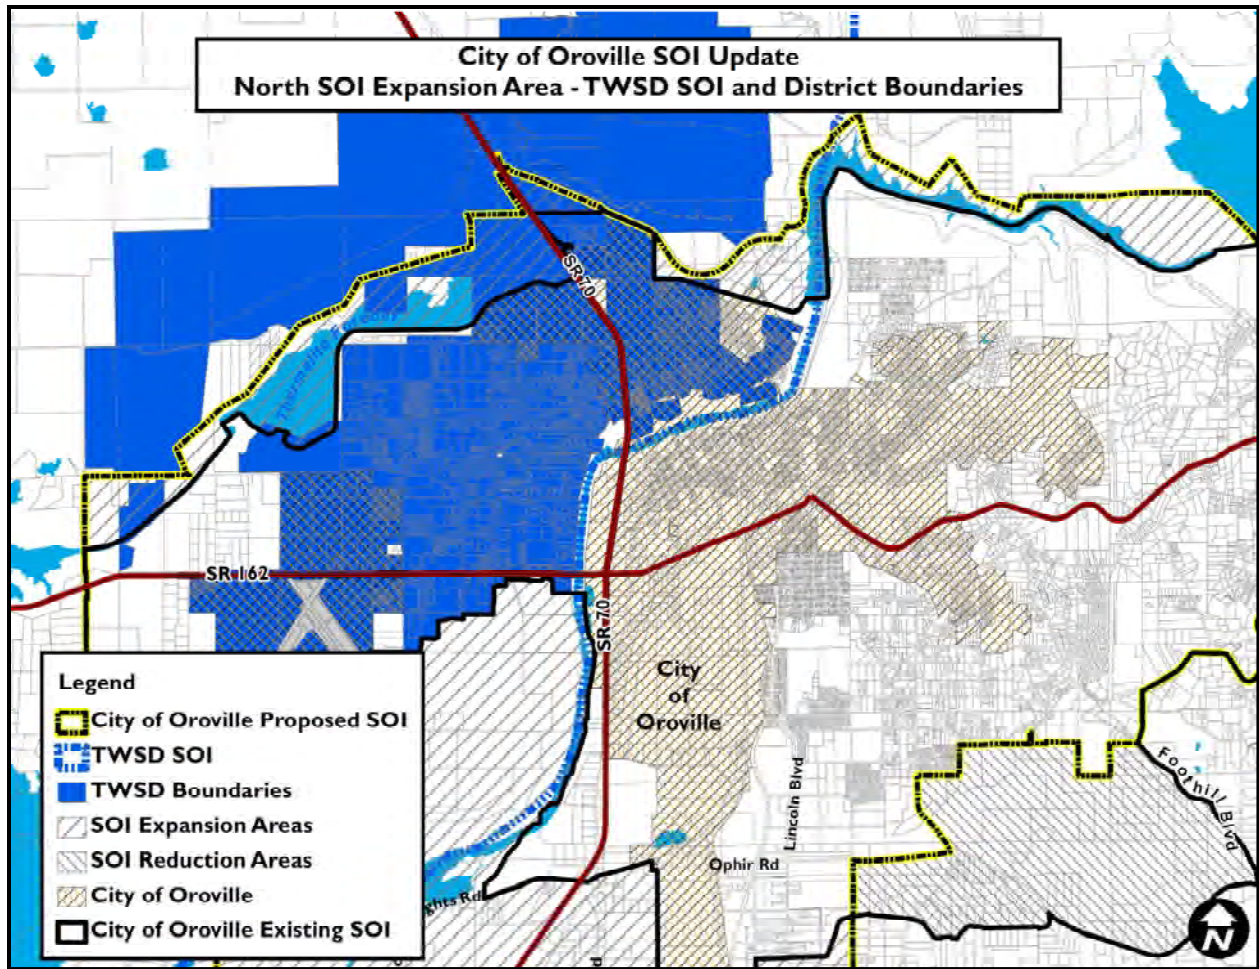 City of Oroville SOI Update
North SOI Expansion Area - TWSD SOI and District Boundaries
SR 70
SR 162
SR 70
City
of
Oroville
Lincoln Blvd
Foothill Blvd
Ophir Rd
Legend
City of Oroville Proposed SOI
TWSD SOI
TWSD Boundaries
SOI Expansion Areas
SOI Reduction Areas
City of Oroville
City of Oroville Existing SOI
ghts Rd
N